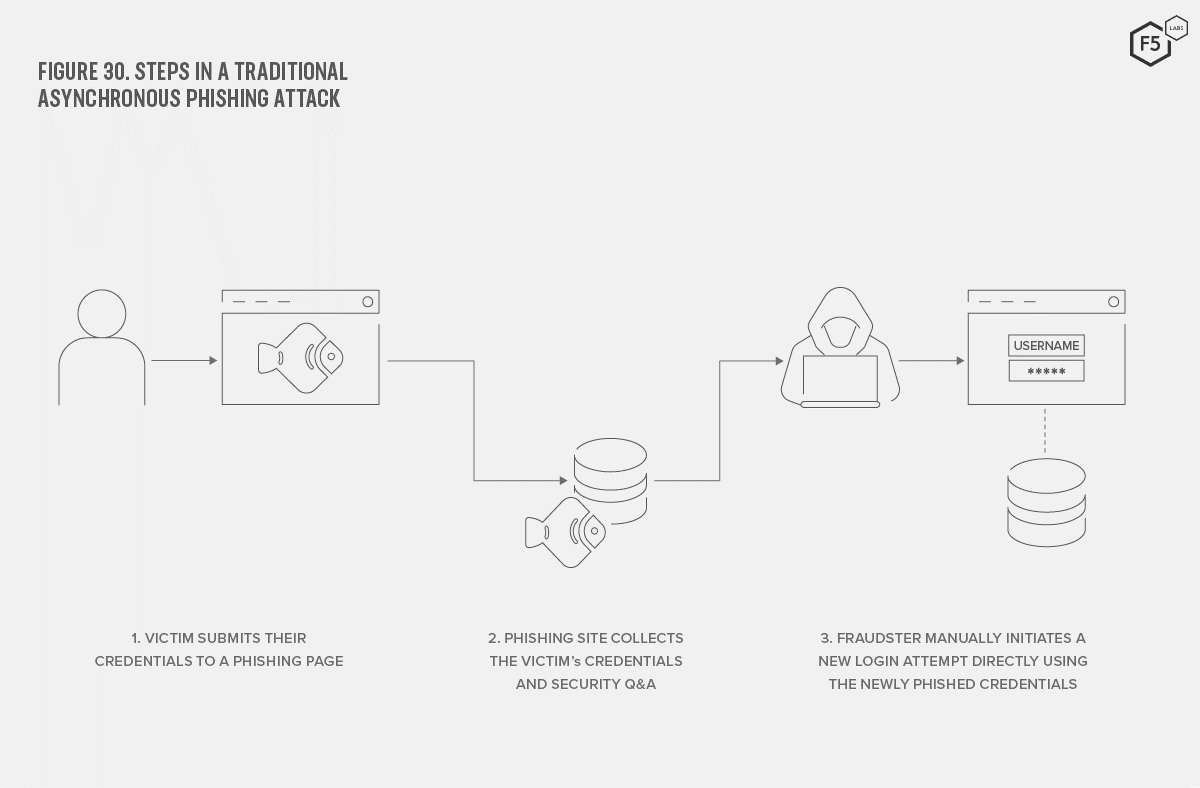 F5
LABS
FIGURE 30. STEPS IN A TRADITIONAL
ASYNCHRONOUS PHISHING ATTACK
USERNAME
*****
1. VICTIM SUBMITS THEIR
CREDENTIALS TO A PHISHING PAGE
2. PHISHING SITE COLLECTS
THE VICTIM's CREDENTIALS
AND SECURITY Q&A
3. FRAUDSTER MANUALLY INITIATES A
NEW LOGIN ATTEMPT DIRECTLY USING
THE NEWLY PHISHED CREDENTIALS